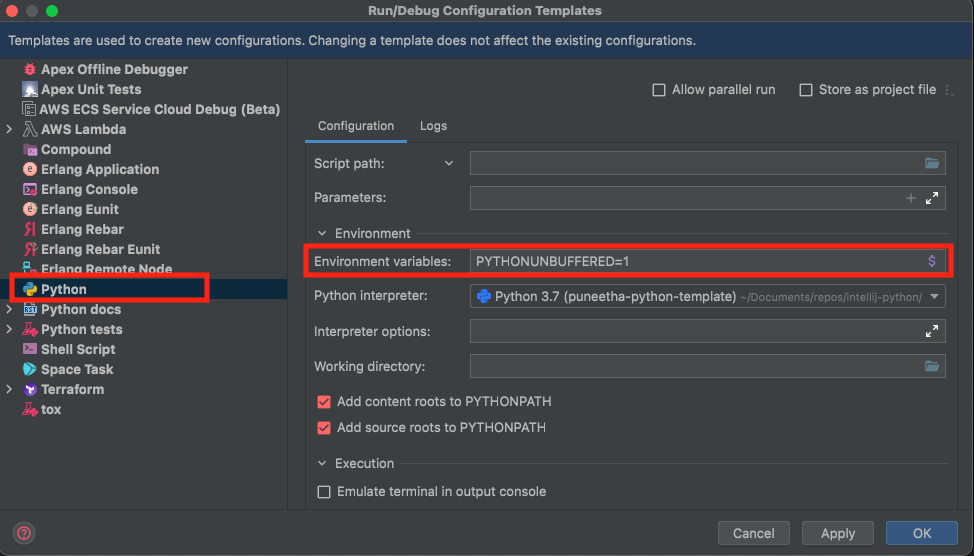 Run/Debug Configuration Templates
Templates are used to create new configurations. Changing a template does not affect the existing configurations.
Apex Offline Debugger
Apex Unit Tests
AWS ECS Service Cloud Debug (Beta)
AWS Lambda
Compound
Erlang Application
Erlang Console
Erlang Eunit
Erlang Rebar
Erlang Rebar Eunit
Erlang Remote Node
Python
Python docs
Python tests
Shell Script
Space Task
Terraform
tox
Allow parallel run Store as project file
Configuration Logs
Script path:
Parameters:
Environment
Environment variables: PYTHONUNBUFFERED=1 $
Python interpreter: Python 3.7 (puneetha-python-template) ~/Documents/repos/intellij-python/
Interpreter options:
Working directory:
Add content roots to PYTHONPATH
Add source roots to PYTHONPATH
Execution
Emulate terminal in output console
? Cancel Apply OK